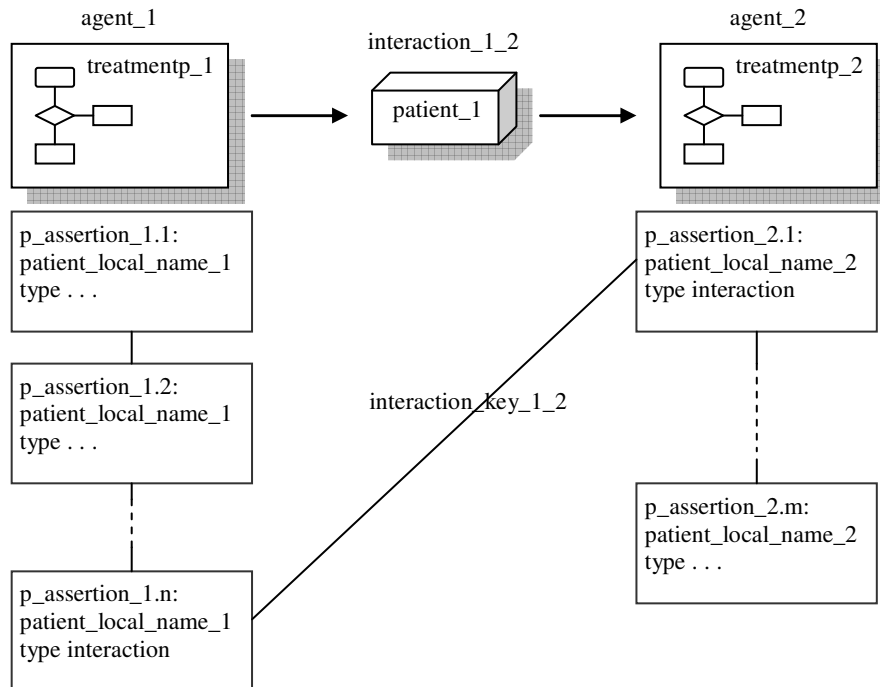 agent_1
interaction_1_2
agent_2
treatmentp_1
patient_1
treatmentp_2
p_assertion_1.1:
patient_local_name_1
type . . .
p_assertion_2.1:
patient_local_name_2
type interaction
p_assertion_1.2:
patient_local_name_1
type . . .
interaction_key_1_2
p_assertion_2.m:
patient_local_name_2
type . . .
p_assertion_1.n:
patient_local_name_1
type interaction